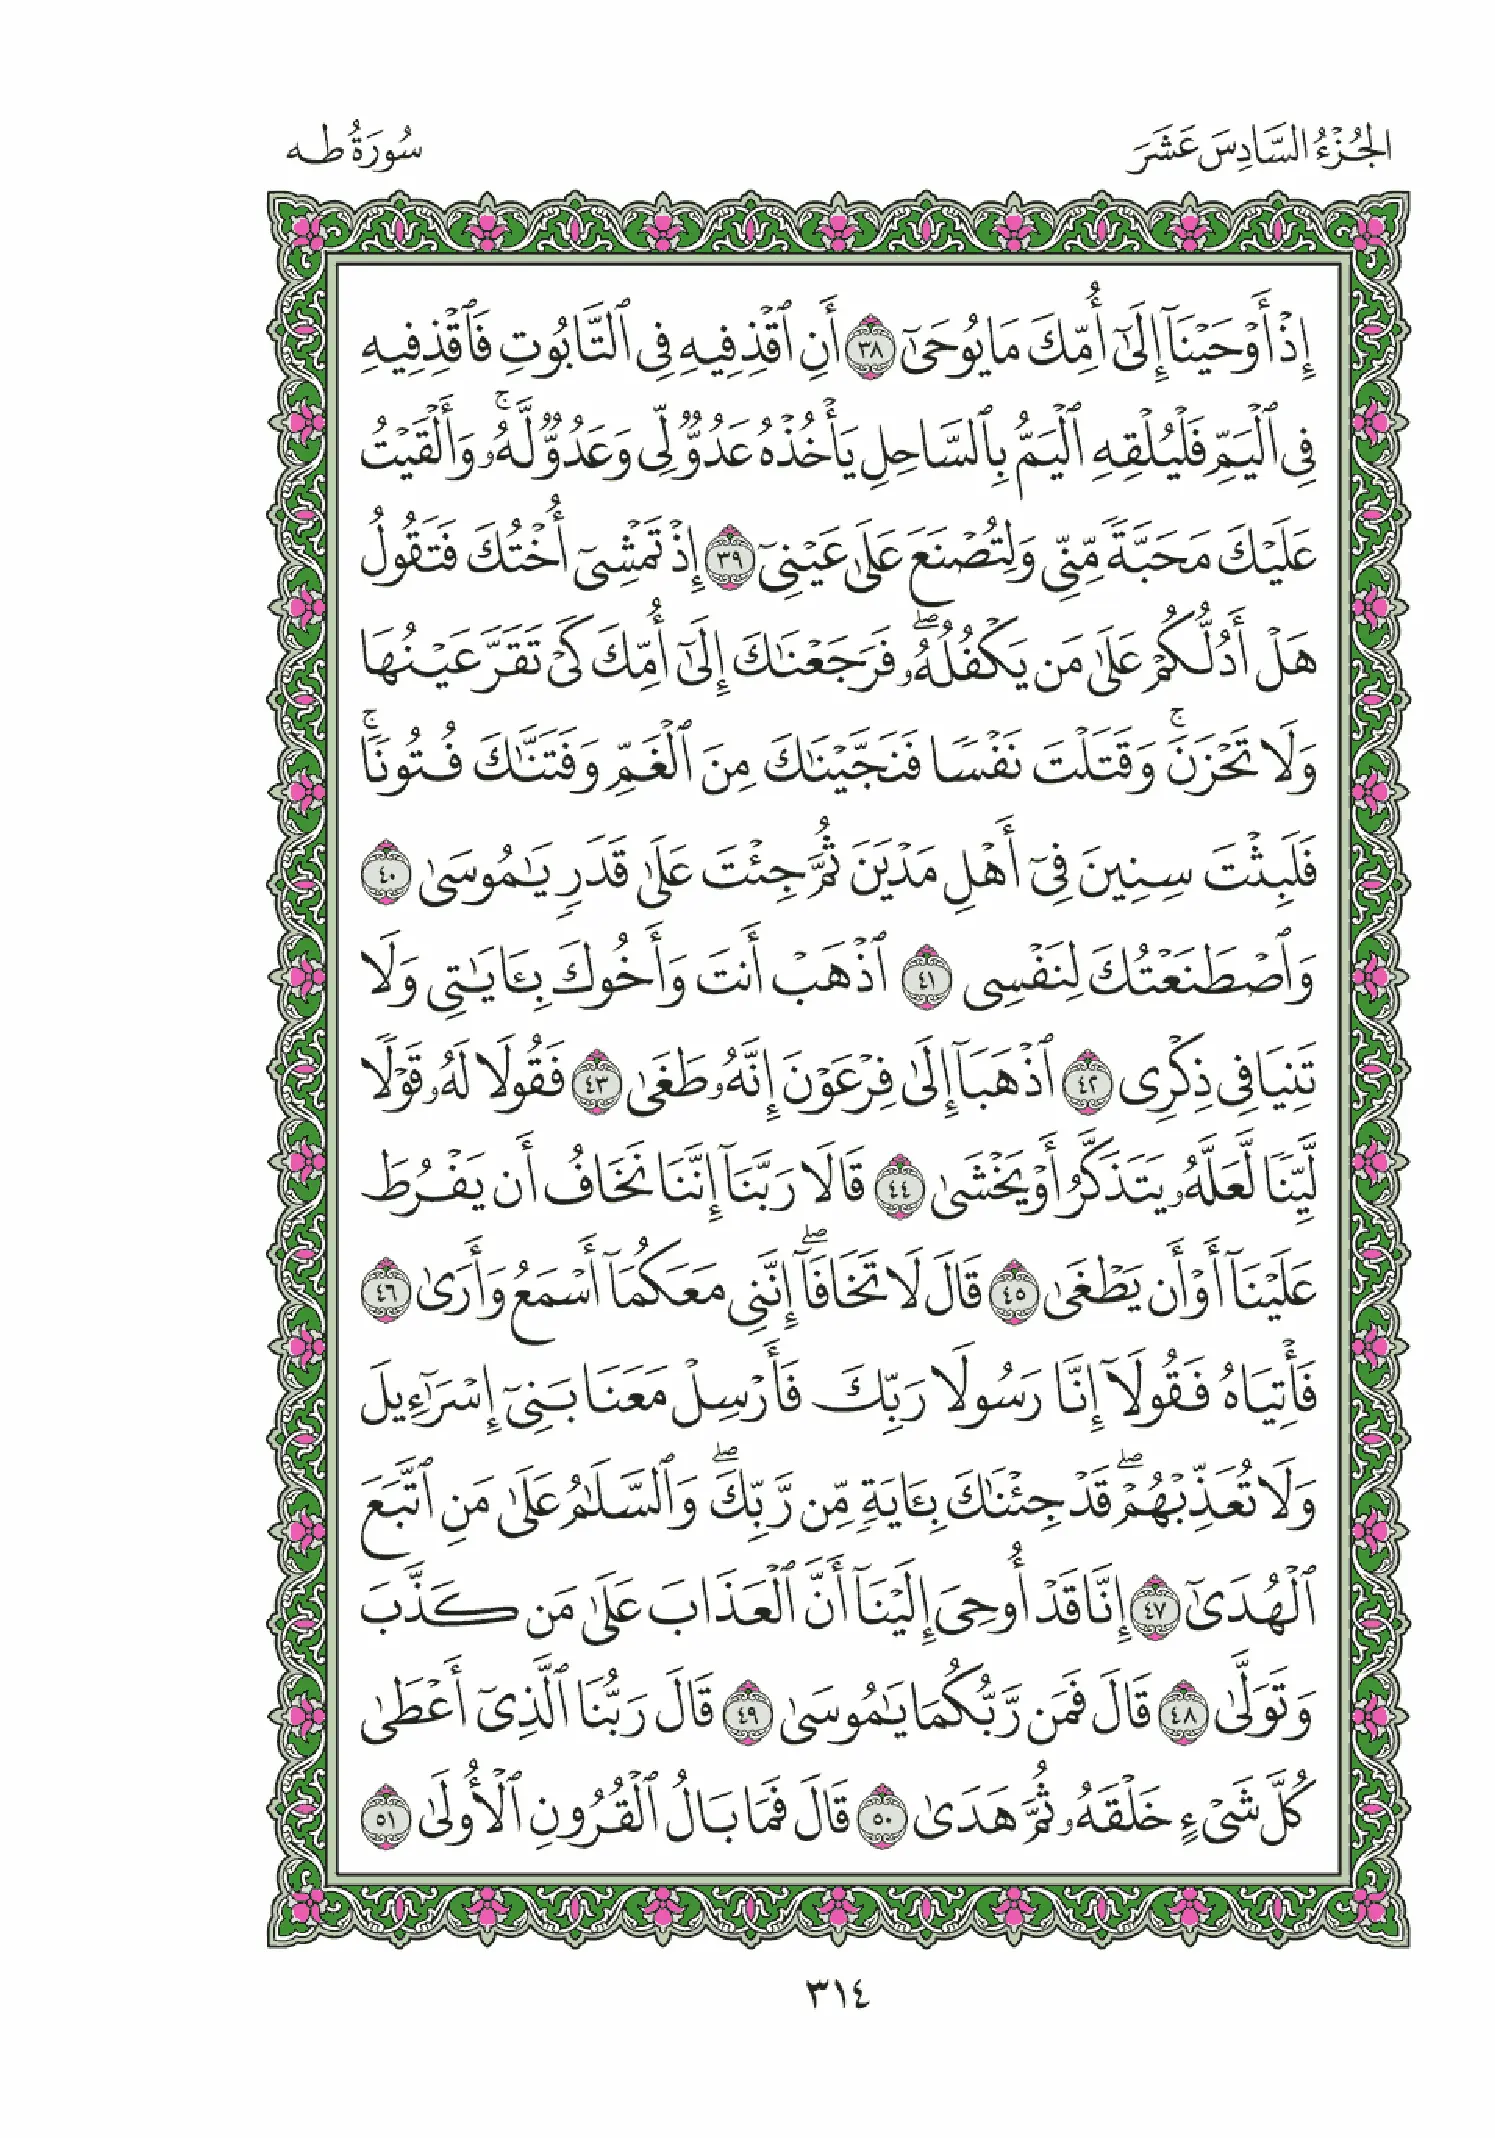 الجُزْءُ السَّادِسَ عَشَرَ
سُورَةُ طه
إِذْ أَوْحَيْنَآ إِلَىٰٓ أُمِّكَ مَا يُوحَىٰٓ ٣٨ أَنِ ٱقْذِفِيهِ فِى ٱلتَّابُوتِ فَٱقْذِفِيهِ
فِى ٱلْيَمِّ فَلْيُلْقِهِ ٱلْيَمُّ بِٱلسَّاحِلِ يَأْخُذْهُ عَدُوٌّ لِّى وَعَدُوٌّ لَّهُۥ ۚ وَأَلْقَيْتُ
عَلَيْكَ مَحَبَّةً مِّنِّى وَلِتُصْنَعَ عَلَىٰ عَيْنِىٓ ٣٩ إِذْ تَمْشِىٓ أُخْتُكَ فَتَقُولُ
هَلْ أَدُلُّكُمْ عَلَىٰ مَن يَكْفُلُهُۥ ۖ فَرَجَعْنَٰكَ إِلَىٰٓ أُمِّكَ كَىْ تَقَرَّ عَيْنُهَا
وَلَا تَحْزَنَ ۚ وَقَتَلْتَ نَفْسًا فَنَجَّيْنَٰكَ مِنَ ٱلْغَمِّ وَفَتَنَّٰكَ فُتُونًا ۚ
فَلَبِثْتَ سِنِينَ فِىٓ أَهْلِ مَدْيَنَ ثُمَّ جِئْتَ عَلَىٰ قَدَرٍ يَٰمُوسَىٰ ٤٠
وَٱصْطَنَعْتُكَ لِنَفْسِى ٤١ ٱذْهَبْ أَنتَ وَأَخُوكَ بِـَٔايَٰتِى وَلَا
تَنِيَا فِى ذِكْرِى ٤٢ ٱذْهَبَآ إِلَىٰ فِرْعَوْنَ إِنَّهُۥ طَغَىٰ ٤٣ فَقُولَا لَهُۥ قَوْلًا
لَّيِّنًا لَّعَلَّهُۥ يَتَذَكَّرُ أَوْ يَخْشَىٰ ٤٤ قَالَا رَبَّنَآ إِنَّنَا نَخَافُ أَن يَفْرُطَ
عَلَيْنَآ أَوْ أَن يَطْغَىٰ ٤٥ قَالَ لَا تَخَافَآ ۖ إِنَّنِى مَعَكُمَآ أَسْمَعُ وَأَرَىٰ ٤٦
فَأْتِيَاهُ فَقُولَآ إِنَّا رَسُولَا رَبِّكَ فَأَرْسِلْ مَعَنَا بَنِىٓ إِسْرَٰٓءِيلَ
وَلَا تُعَذِّبْهُمْ ۖ قَدْ جِئْنَٰكَ بِـَٔايَةٍ مِّن رَّبِّكَ ۖ وَٱلسَّلَٰمُ عَلَىٰ مَنِ ٱتَّبَعَ
ٱلْهُدَىٰٓ ٤٧ إِنَّا قَدْ أُوحِىَ إِلَيْنَآ أَنَّ ٱلْعَذَابَ عَلَىٰ مَن كَذَّبَ
وَتَوَلَّىٰ ٤٨ قَالَ فَمَن رَّبُّكُمَا يَٰمُوسَىٰ ٤٩ قَالَ رَبُّنَا ٱلَّذِىٓ أَعْطَىٰ
كُلَّ شَىْءٍ خَلْقَهُۥ ثُمَّ هَدَىٰ ٥٠ قَالَ فَمَا بَالُ ٱلْقُرُونِ ٱلْأُولَىٰ ٥١
٣١٤